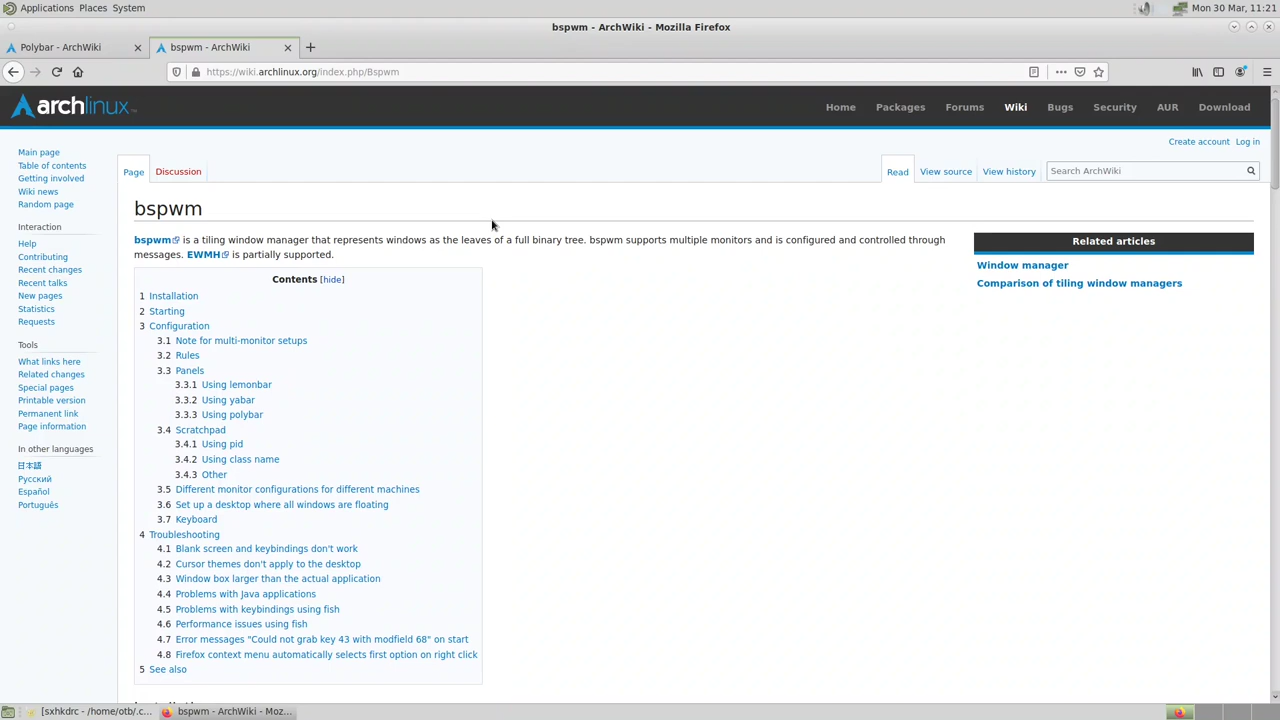 Applications Places System
Mon 30 Mar, 11:21
bspwm - ArchWiki - Mozilla Firefox
Polybar - ArchWiki
bspwm - ArchWiki
https://wiki.archlinux.org/index.php/Bspwm
archlinux
Home Packages Forums Wiki Bugs Security AUR Download
Create account Log in
Main page
Table of contents
Getting involved
Wiki news
Random page
Interaction
Help
Contributing
Recent changes
Recent talks
New pages
Statistics
Requests
Tools
What links here
Related changes
Special pages
Printable version
Permanent link
Page information
In other languages
日本語
Русский
Español
Português
Page Discussion
Read View source View history
Search ArchWiki
bspwm
bspwm is a tiling window manager that represents windows as the leaves of a full binary tree. bspwm supports multiple monitors and is configured and controlled through
messages. EWMH is partially supported.
Related articles
Window manager
Comparison of tiling window managers
Contents [hide]
1 Installation
2 Starting
3 Configuration
3.1 Note for multi-monitor setups
3.2 Rules
3.3 Panels
3.3.1 Using lemonbar
3.3.2 Using yabar
3.3.3 Using polybar
3.4 Scratchpad
3.4.1 Using pid
3.4.2 Using class name
3.4.3 Other
3.5 Different monitor configurations for different machines
3.6 Set up a desktop where all windows are floating
3.7 Keyboard
4 Troubleshooting
4.1 Blank screen and keybindings don't work
4.2 Cursor themes don't apply to the desktop
4.3 Window box larger than the actual application
4.4 Problems with Java applications
4.5 Problems with keybindings using fish
4.6 Performance issues using fish
4.7 Error messages "Could not grab key 43 with modfield 68" on start
4.8 Firefox context menu automatically selects first option on right click
5 See also
[sxhkdrc - /home/otb/.c...
bspwm - ArchWiki - Moz...